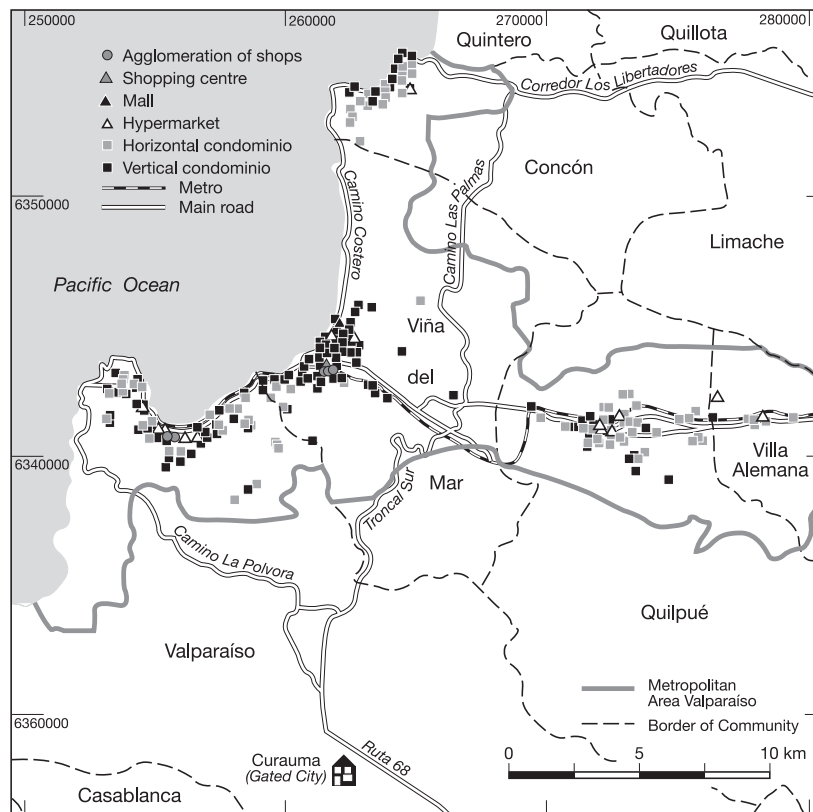 250000
260000
270000
280000
Quintero
Quillota
Corredor Los Libertadores
Agglomeration of shops
Shopping centre
Mall
Hypermarket
Horizontal condominio
Vertical condominio
Metro
Main road
6350000
Camino Costero
Camino Las Palmas
Concón
Limache
Pacific Ocean
Viña
del
Mar
6340000
Villa
Alemana
Troncal Sur
Camino La Polvora
Quilpué
Valparaíso
Metropolitan
Area Valparaíso
Border of Community
6360000
Ruta 68
Curauma
(Gated City)
0 5 10 km
Casablanca